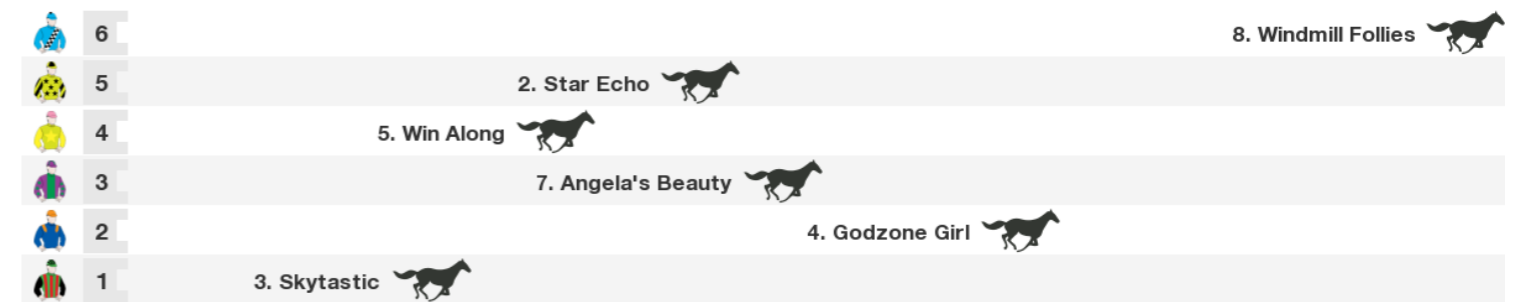 6 8. Windmill Follies
5 2. Star Echo
4 5. Win Along
3 7. Angela's Beauty
2 4. Godzone Girl
1 3. Skytastic